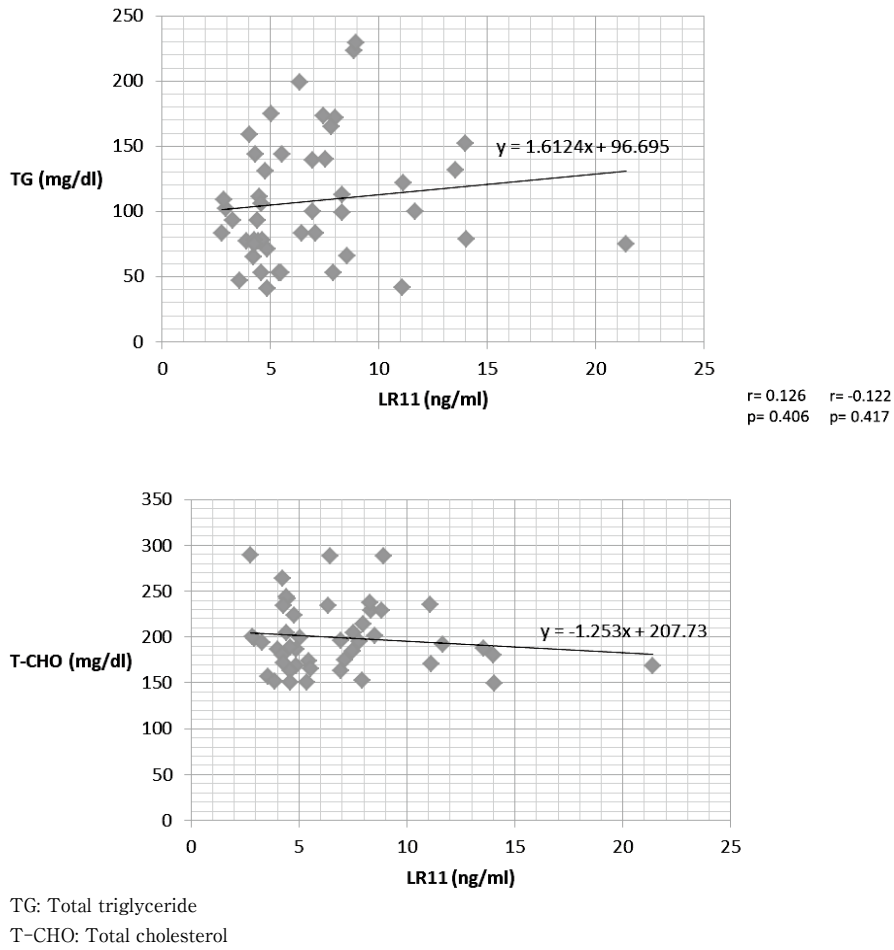 250
200
150
y = 1.6124x + 96.695
TG (mg/dl)
100
50
0
0 5 10 15 20 25
LR11 (ng/ml)
r= 0.126 r= -0.122
p= 0.406 p= 0.417
350
300
250
200
y = -1.253x + 207.73
T-CHO (mg/dl)
150
100
50
0
0 5 10 15 20 25
LR11 (ng/ml)
TG: Total triglyceride
T-CHO: Total cholesterol